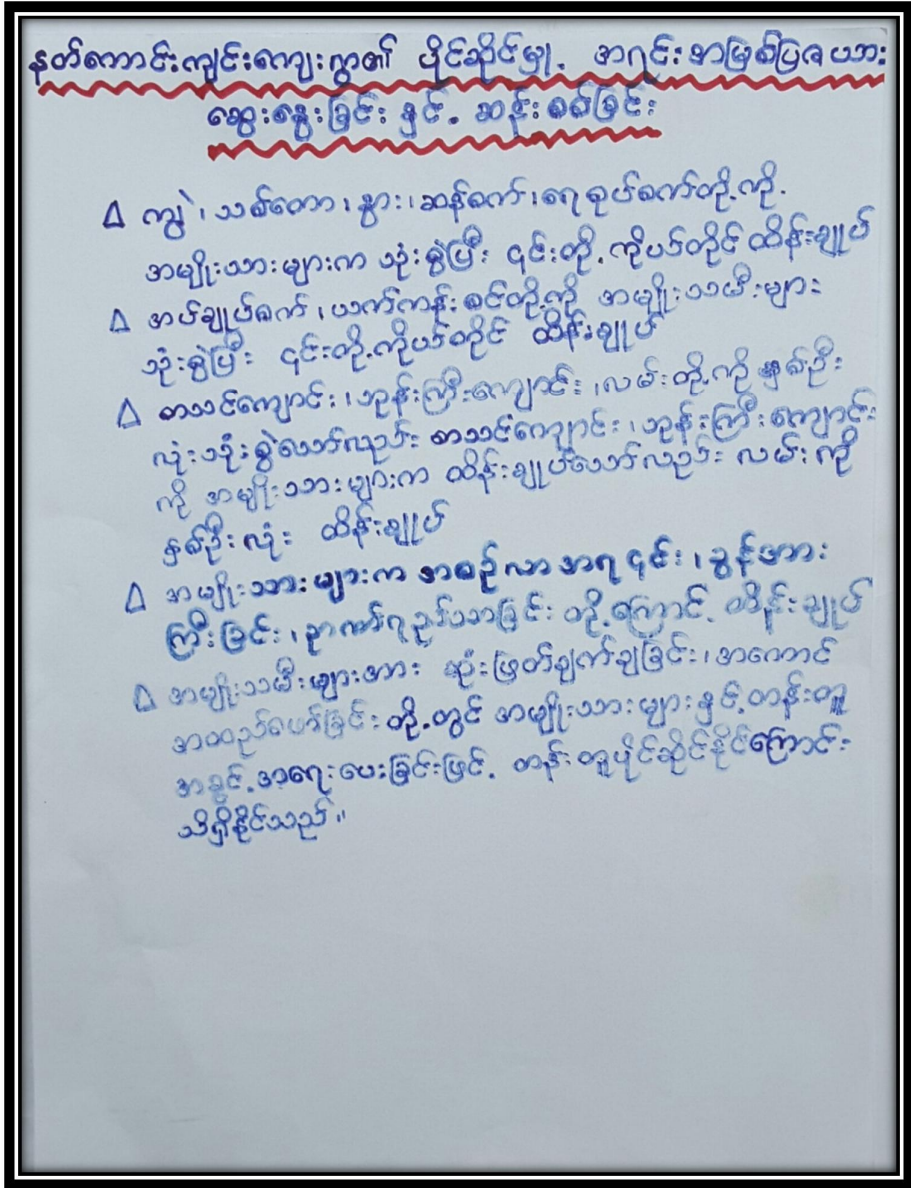 နတ်ကောင်းကျင်းကျေးရွာ၏ ပိုင်ဆိုင်မှု့ အရင်းအမြစ်ပြဇယား
ဆွေးနွေးခြင်း နှင့် ဆန်းစစ်ခြင်း
Δ ကျွဲ၊ သစ်တော၊ နွား၊ ဆန်စက်၊ ရေစုပ်စက်တို့ကို
အမျိုးသားများက သုံးစွဲပြီး ၎င်းတို့ကိုပင်တိုင် ထိန်းချုပ်
Δ အပ်ချုပ်စက်၊ ယက်ကန်းစင်တို့ကို အမျိုးသမီးများ
သုံးစွဲပြီး ၎င်းတို့ကိုပင်တိုင် ထိန်းချုပ်
Δ စာသင်ကျောင်း၊ ဘုန်းကြီးကျောင်း၊ လမ်းတို့ကို နှစ်ဦး
လုံးသုံးစွဲသော်လည်း စာသင်ကျောင်း၊ ဘုန်းကြီးကျောင်း
ကို အမျိုးသားများက ထိန်းချုပ်သော်လည်း လမ်းကို
နှစ်ဦးလုံး ထိန်းချုပ်
Δ အမျိုးသားများက အစဉ်လာအရ ၎င်း၊ ခွန်အား
ကြီးခြင်း၊ ဉာဏ်ရည်သာခြင်း တို့ကြောင့် ထိန်းချုပ်
Δ အမျိုးသမီးများအား ဆုံးဖြတ်ချက်ချခြင်း၊ အကောင်
အထည်ဖော်ခြင်း တို့တွင် အမျိုးသားများနှင့် တန်းတူ
အခွင့်အရေးပေးခြင်းဖြင့် တန်းတူပိုင်ဆိုင်နိုင်ကြောင်း
သိရှိနိုင်သည်။